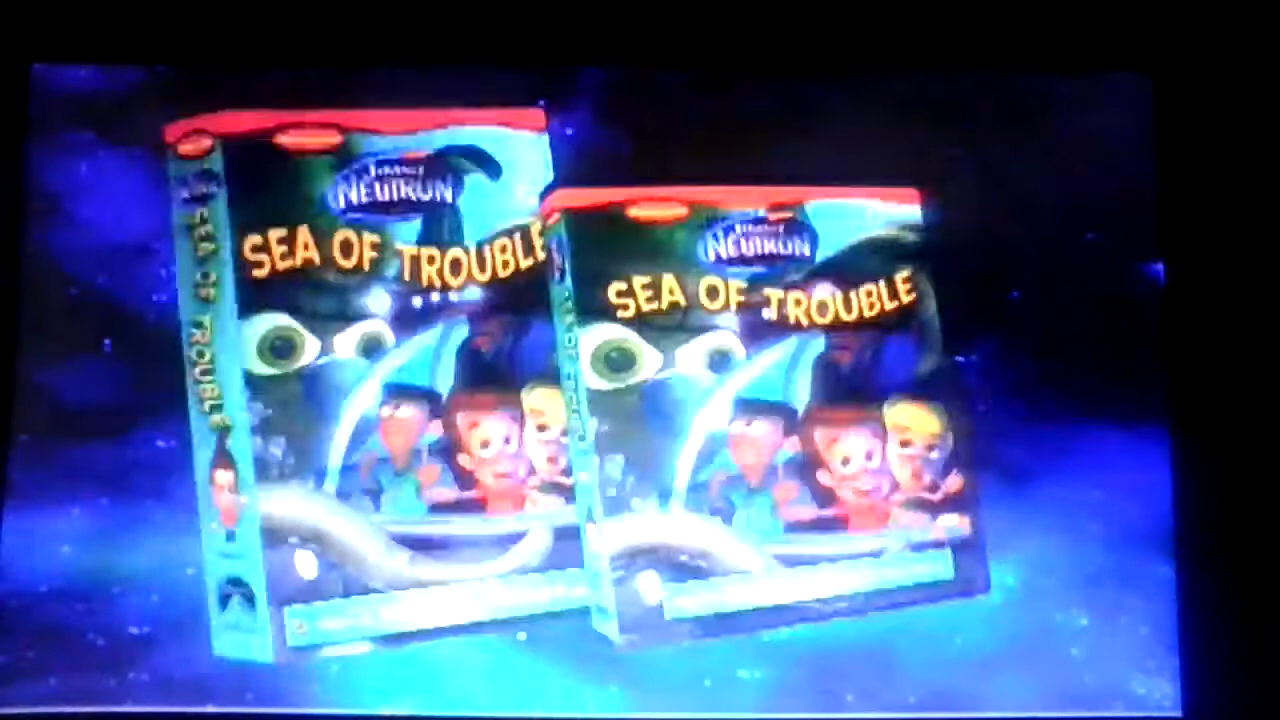 JIMMY
NEUTRON
SEA OF TROUBLE
SEA OF TROUBLE
JIMMY
NEUTRON
SEA OF TROUBLE